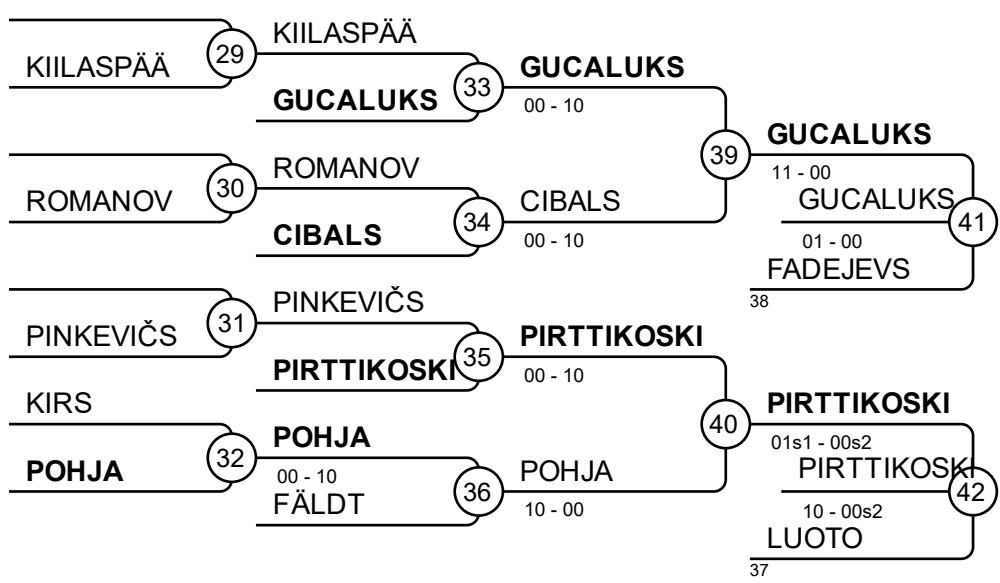 KIILASPÄÄ
29
KIILASPÄÄ
GUCALUKS
33
GUCALUKS
00 - 10
ROMANOV
30
ROMANOV
CIBALS
34
CIBALS
00 - 10
39
GUCALUKS
11 - 00
GUCALUKS
01 - 00
FADEJEVS
38
41
PINKEVIČS
31
PINKEVIČS
PIRTTIKOSKI
35
PIRTTIKOSKI
00 - 10
KIRS
POHJA
32
POHJA
00 - 10
FÄLDT
36
POHJA
10 - 00
40
PIRTTIKOSKI
01s1 - 00s2
PIRTTIKOSKI
10 - 00s2
LUOTO
37
42